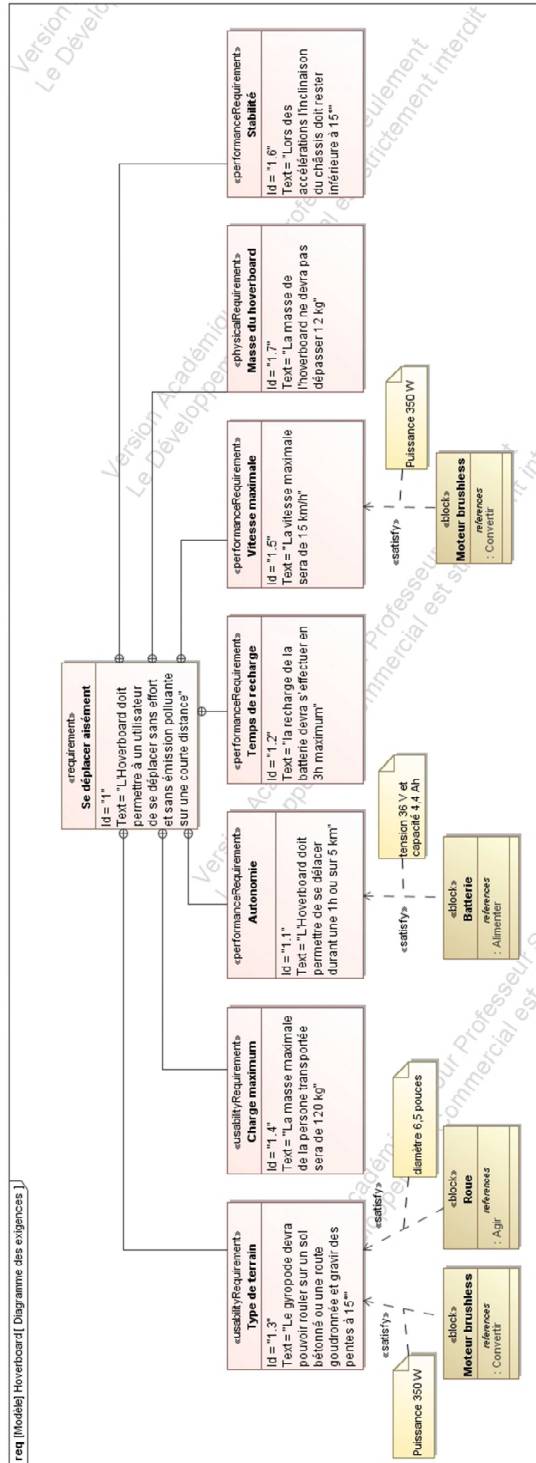 req [Modèle] Hoverboard[ Diagramme des exigences ]
«requirement»
Se déplacer aisément
Id = "1"
Text = "L'Hoverboard doit
permettre à un utilisateur
de se déplacer sans effort
et sans émission polluante
sur une courte distance"
«usabilityRequirement»
Type de terrain
Id = "1.3"
Text = "Le gyropode devra
pouvoir rouler sur un sol
bétonné ou une route
goudronnée et gravir des
pentes à 15°"
«usabilityRequirement»
Charge maximum
Id = "1.4"
Text = "La masse maximale
de la persone transportée
sera de 120 kg"
«performanceRequirement»
Autonomie
Id = "1.1"
Text = "L'Hoverboard doit
permettre de se délacer
durant une 1h ou sur 5 km"
«performanceRequirement»
Temps de recharge
Id = "1.2"
Text = "la recharge de la
batterie devra s'effectuer en
3h maximum"
«performanceRequirement»
Vitesse maximale
Id = "1.5"
Text = "La vitesse maximale
sera de 15 km/h"
«physicalRequirement»
Masse du hoverboard
Id = "1.7"
Text = "La masse de
l'hoverboard ne devra pas
dépasser 12 kg"
«performanceRequirement»
Stabilité
Id = "1.6"
Text = "Lors des
accélérations l'inclinaison
du châssis doit rester
inférieure à 15°"
«satisfy»
Puissance 350 W
«block»
Moteur brushless
references
: Convertir
«satisfy»
diamètre 6,5 pouces
«block»
Roue
references
: Agir
«satisfy»
tension 36 V et
capacité 4,4 Ah
«block»
Batterie
references
: Alimenter
«satisfy»
Puissance 350 W
«block»
Moteur brushless
references
: Convertir
Version Académique
Le Développement